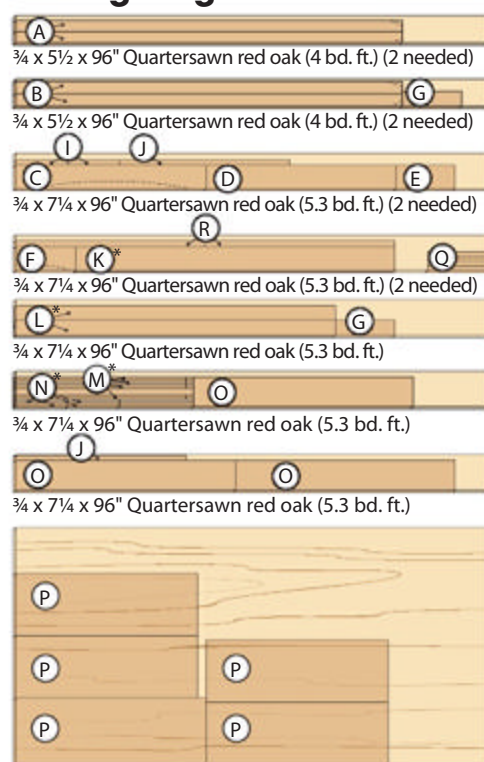 A
¾ x 5½ x 96" Quartersawn red oak (4 bd. ft.) (2 needed)
B G
¾ x 5½ x 96" Quartersawn red oak (4 bd. ft.) (2 needed)
I J
C D E
¾ x 7¼ x 96" Quartersawn red oak (5.3 bd. ft.) (2 needed)
R
F K* Q
¾ x 7¼ x 96" Quartersawn red oak (5.3 bd. ft.) (2 needed)
L* G
¾ x 7¼ x 96" Quartersawn red oak (5.3 bd. ft.)
N* M* O
¾ x 7¼ x 96" Quartersawn red oak (5.3 bd. ft.)
J
O O
¾ x 7¼ x 96" Quartersawn red oak (5.3 bd. ft.)
P
P P
P P